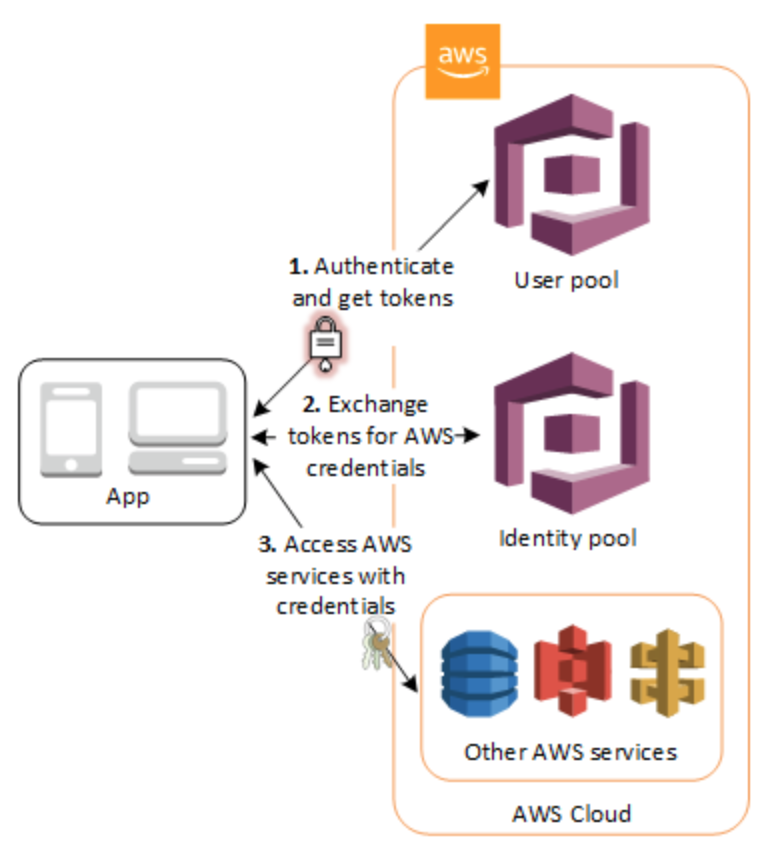 aws
1. Authenticate
and get tokens
User pool
2. Exchange
tokens for AWS
credentials
App
Identity pool
3. Access AWS
services with
credentials
Other AWS services
AWS Cloud